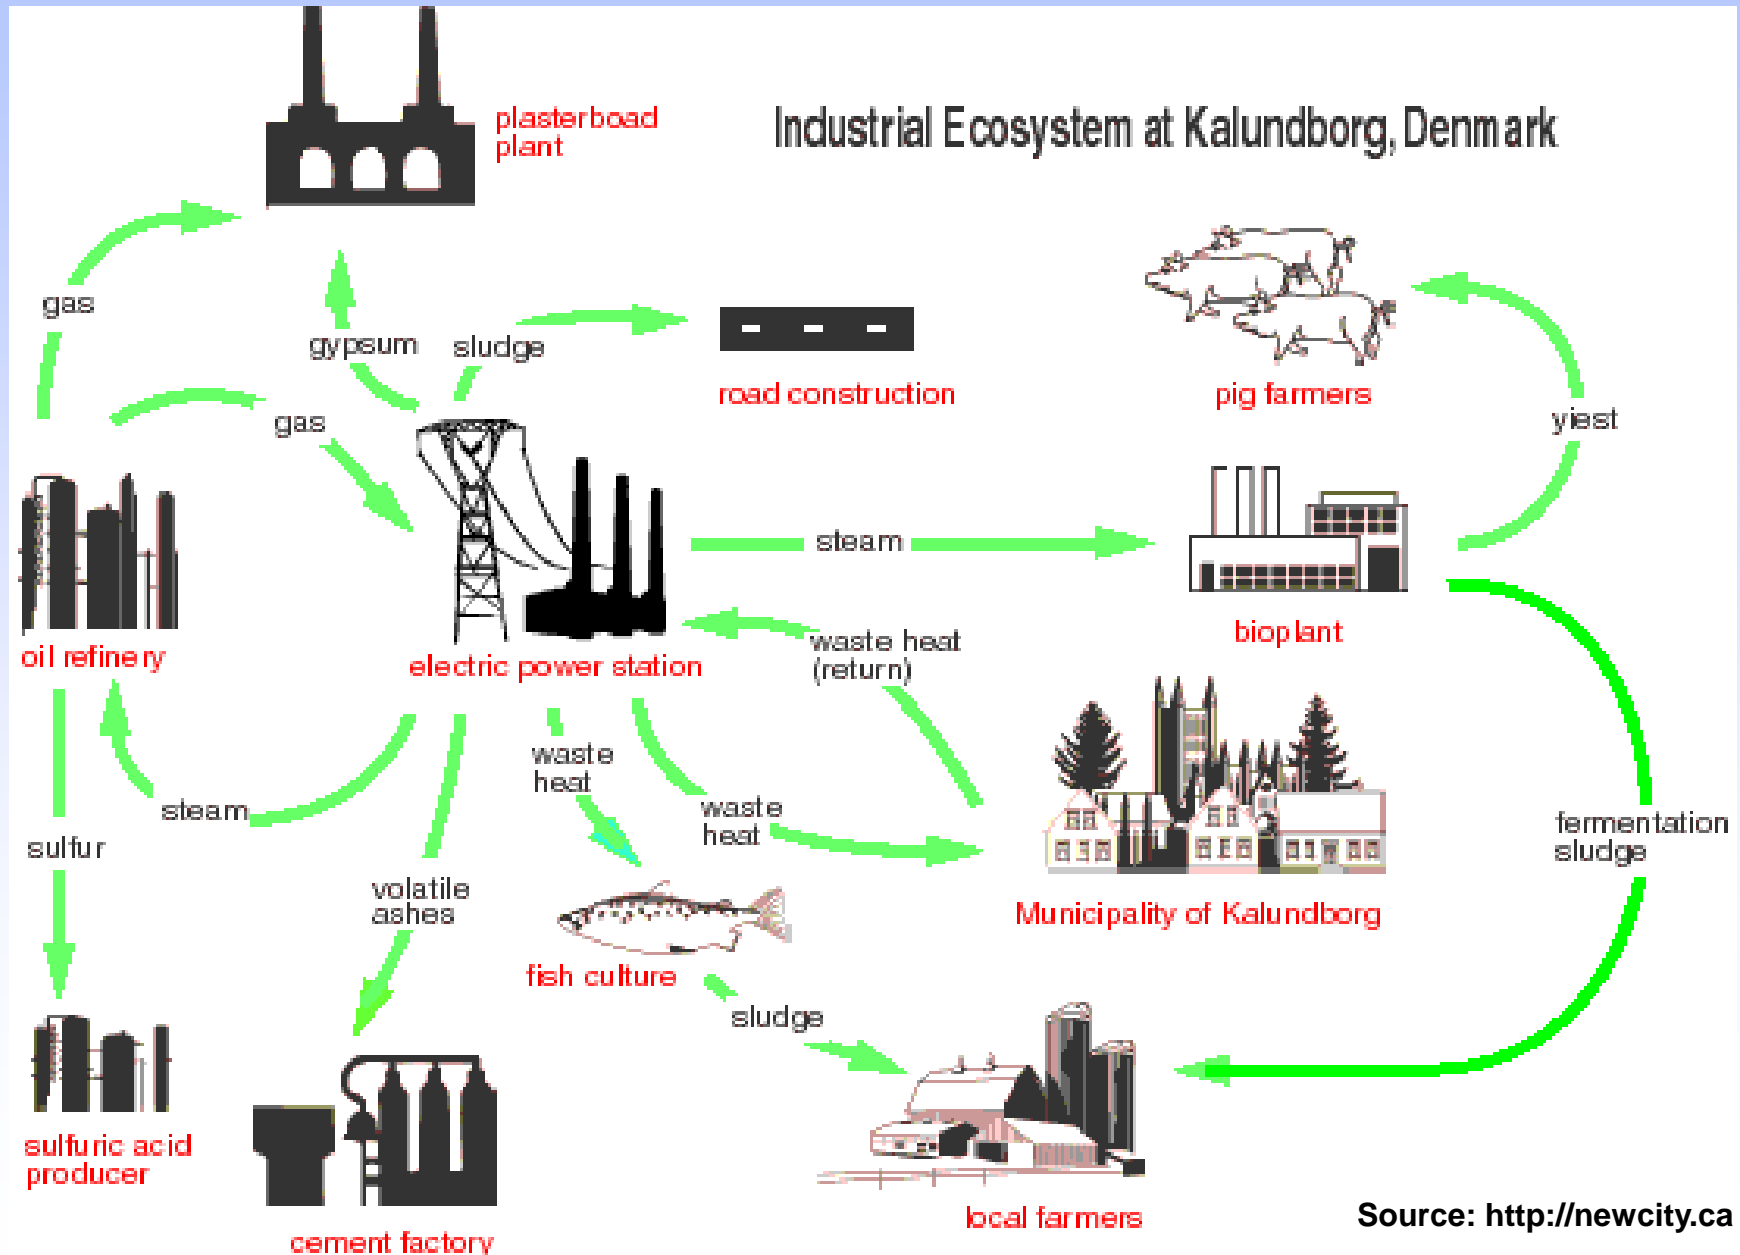 plasterboad
plant
Industrial Ecosystem at Kalundborg, Denmark
gas
gypsum
sludge
road construction
pig farmers
gas
yiest
steam
bioplant
oil refinery
electric power station
waste heat
(return)
waste
heat
waste
heat
steam
sulfur
fermentation
sludge
volatile
ashes
Municipality of Kalundborg
fish culture
sludge
sulfuric acid
producer
cement factory
local farmers
Source: http://newcity.ca